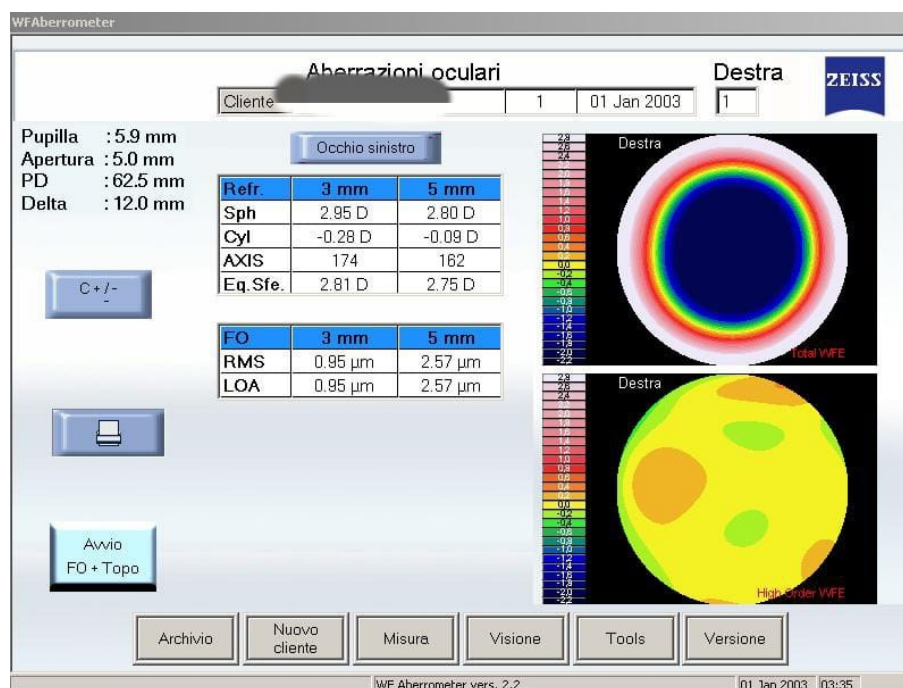 WFAberrometer
Aberrazioni oculari
Destra
ZEISS
Cliente
1
01 Jan 2003
1
Pupilla : 5.9 mm
Apertura : 5.0 mm
PD : 62.5 mm
Delta : 12.0 mm
Occhio sinistro
Refr. 3 mm 5 mm
Sph 2.95 D 2.80 D
Cyl -0.28 D -0.09 D
AXIS 174 162
Eq.Sfe. 2.81 D 2.75 D
C + / -
-
FO 3 mm 5 mm
RMS 0.95 µm 2.57 µm
LOA 0.95 µm 2.57 µm
Destra
Total WFE
Destra
High Order WFE
Avvio
FO + Topo
Archivio
Nuovo
cliente
Misura
Visione
Tools
Versione
WF Aberrometer vers. 2.2
01 Jan 2003
03:35